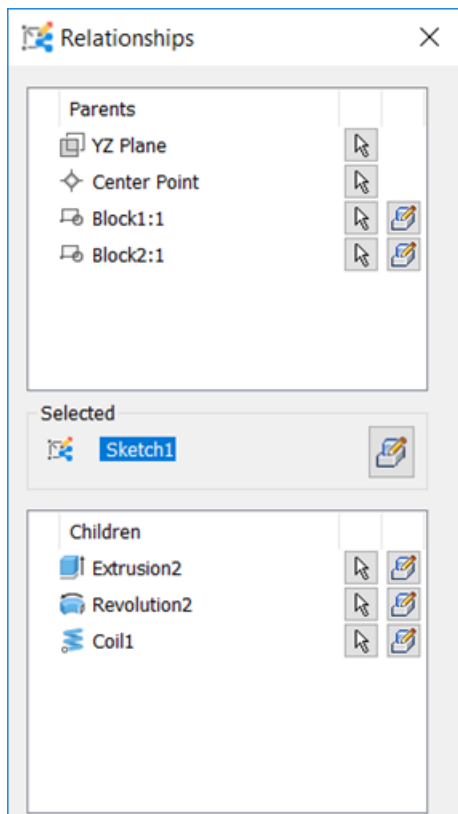 Relationships
Parents
YZ Plane
Center Point
Block1:1
Block2:1
Selected
Sketch1
Children
Extrusion2
Revolution2
Coil1